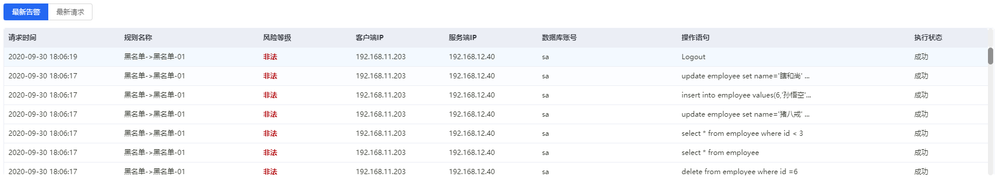 最新告警 最新请求
请求时间 规则名称 风险等级 客户端IP 服务端IP 数据库账号 操作语句 执行状态
2020-09-30 18:06:19 黑名单->黑名单-01 非法 192.168.11.203 192.168.12.40 sa Logout 成功
2020-09-30 18:06:17 黑名单->黑名单-01 非法 192.168.11.203 192.168.12.40 sa update employee set name='瞎和尚' ... 成功
2020-09-30 18:06:17 黑名单->黑名单-01 非法 192.168.11.203 192.168.12.40 sa insert into employee values(6,'孙悟空'... 成功
2020-09-30 18:06:17 黑名单->黑名单-01 非法 192.168.11.203 192.168.12.40 sa update employee set name='猪八戒' ... 成功
2020-09-30 18:06:17 黑名单->黑名单-01 非法 192.168.11.203 192.168.12.40 sa select * from employee where id < 3 成功
2020-09-30 18:06:17 黑名单->黑名单-01 非法 192.168.11.203 192.168.12.40 sa select * from employee 成功
2020-09-30 18:06:17 黑名单->黑名单-01 非法 192.168.11.203 192.168.12.40 sa delete from employee where id =6 成功